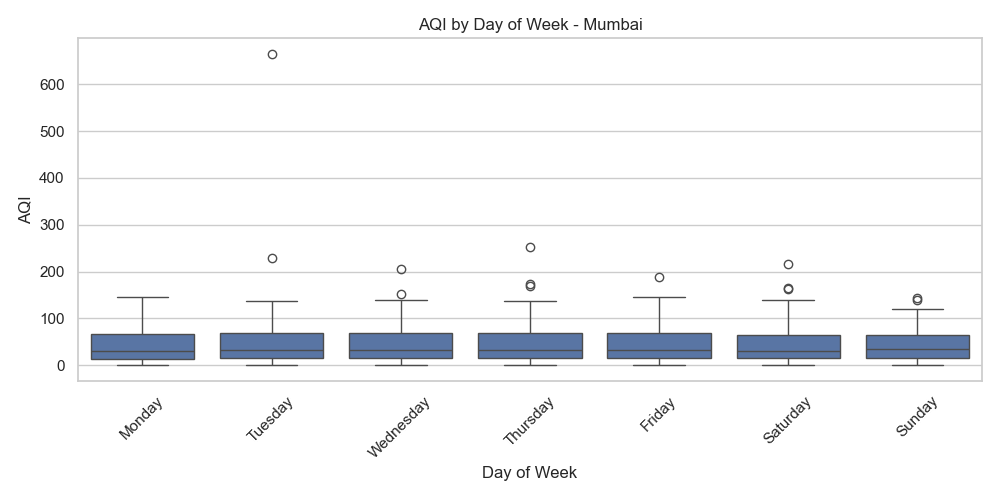 AQI by Day of Week - Mumbai
AQI
600
500
400
300
200
100
0
Monday
Tuesday
Wednesday
Thursday
Friday
Saturday
Sunday
Day of Week